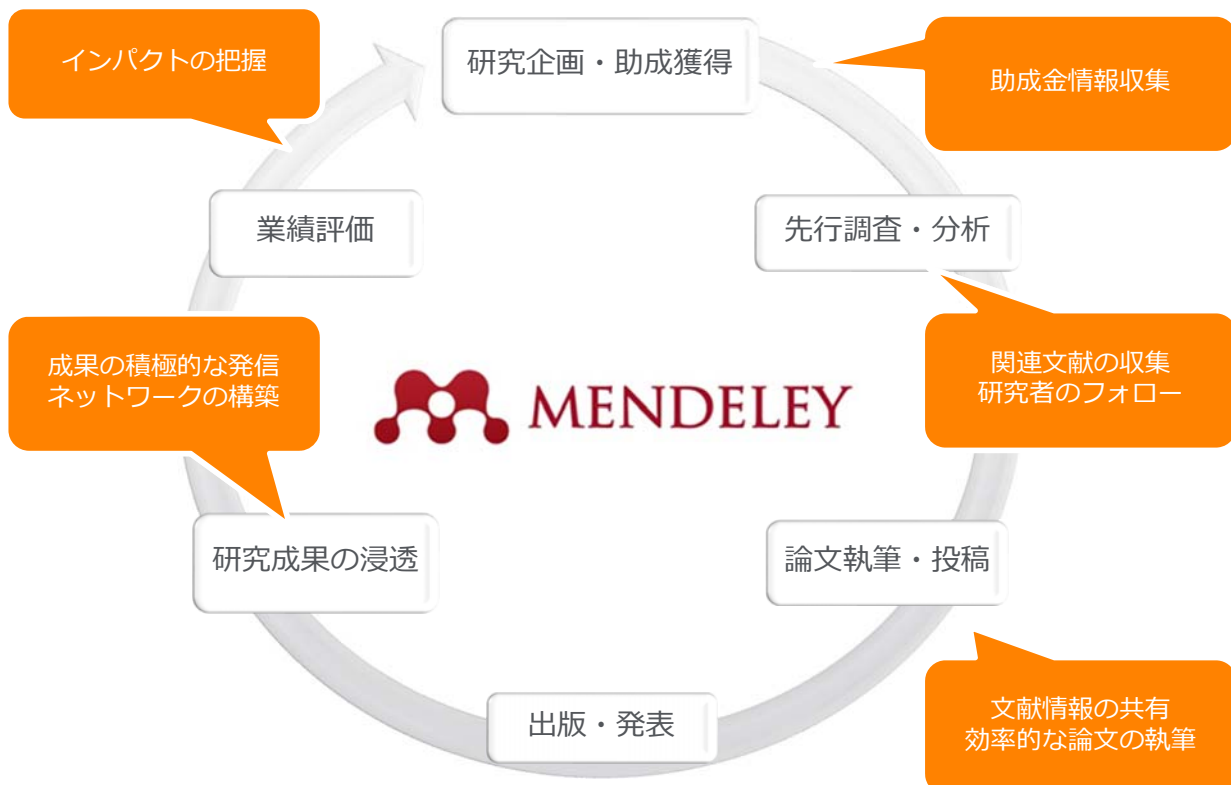 インパクトの把握
研究企画・助成獲得
助成金情報収集
業績評価
先行調査・分析
成果の積極的な発信
ネットワークの構築
MENDELEY
関連文献の収集
研究者のフォロー
研究成果の浸透
論文執筆・投稿
出版・発表
文献情報の共有
効率的な論文の執筆